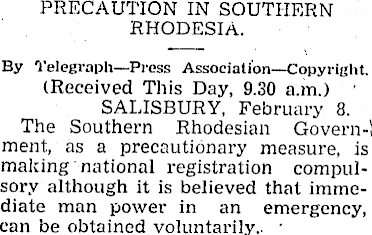 PRECAUTION IN SOUTHERN
RHODESIA.
By Telegraph—Press Association—Copyright.
(Received This Day, 9.30 a.m.)
SALISBURY, February 8.
The Southern Rhodesian Govern-
ment, as a precautionary measure, is
making national registration compul-
sory although it is believed that imme-
diate man power in an emergency,
can be obtained voluntarily.